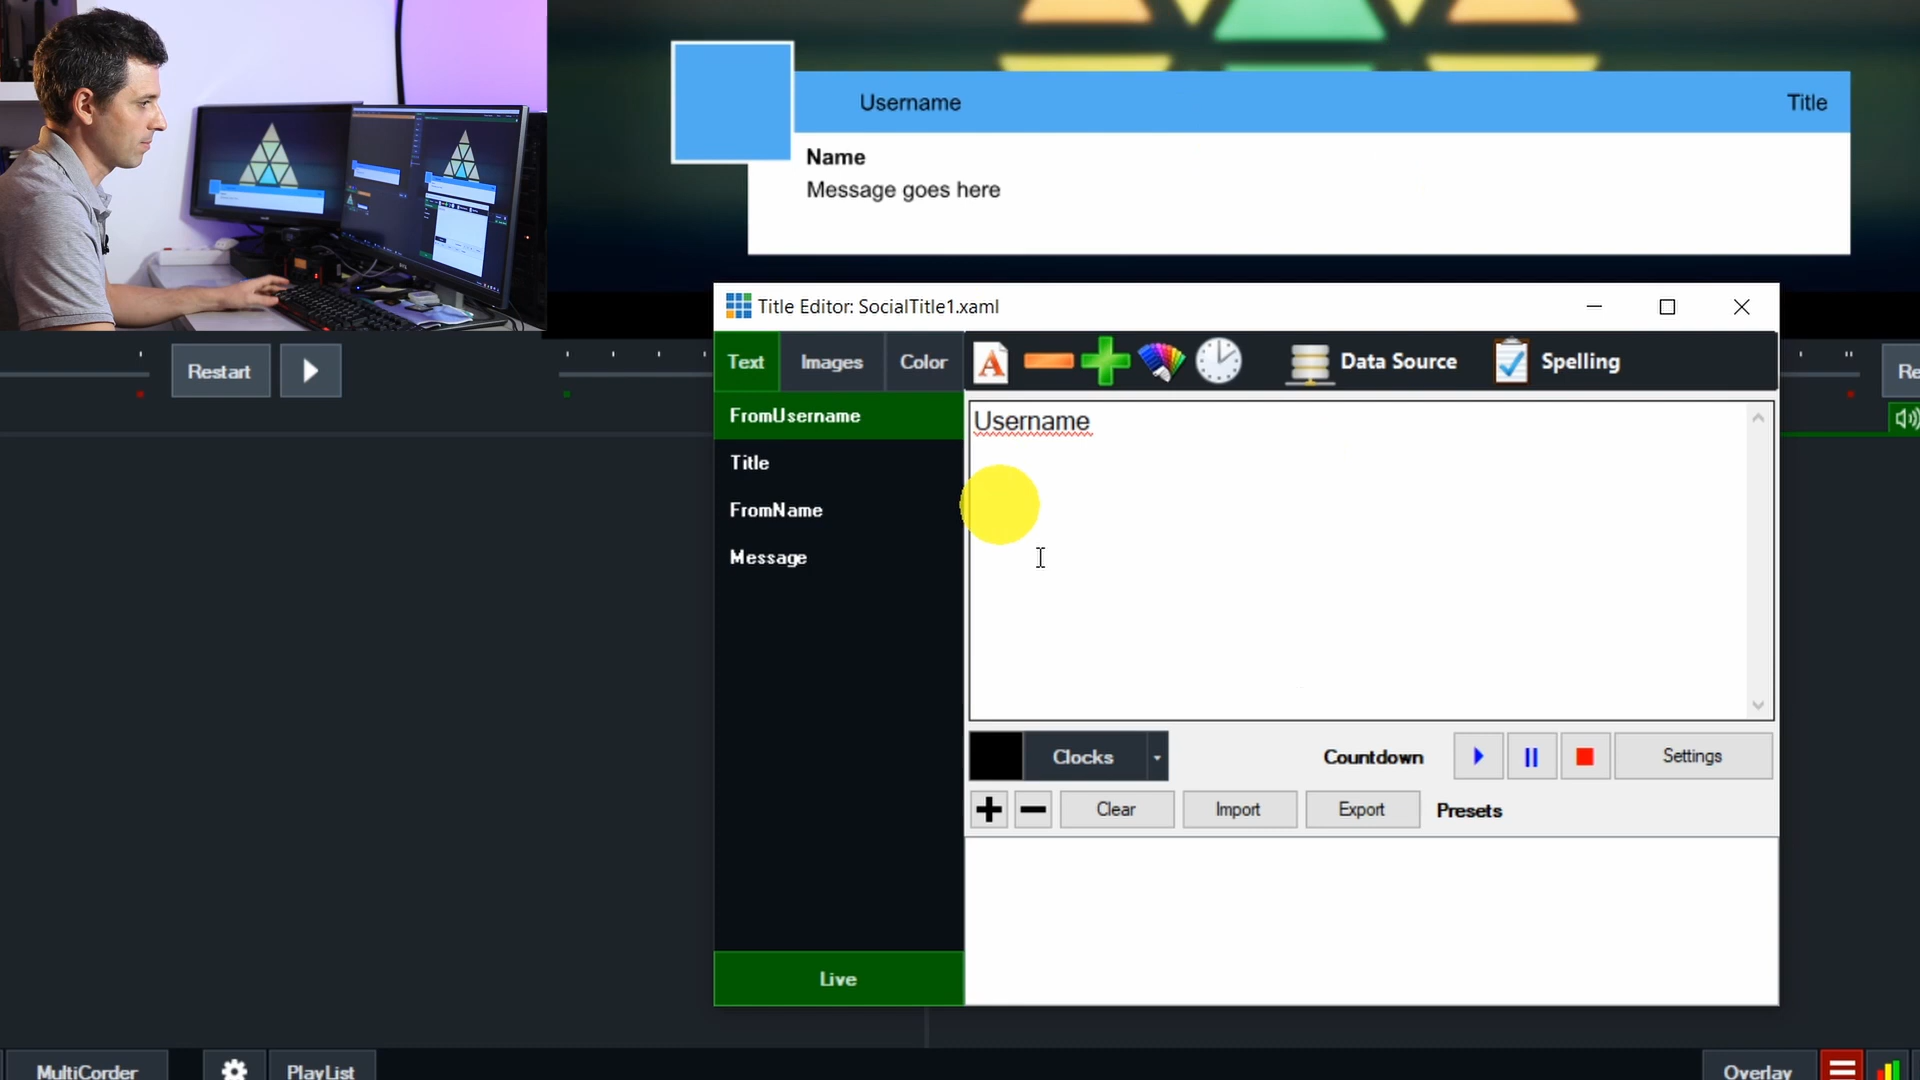 Username
Title
Name
Message goes here
Title Editor: SocialTitle1.xaml
Text
Images
Color
Data Source
Spelling
Restart
Re
FromUsername
Username
Title
FromName
Message
Clocks
Countdown
Settings
Clear
Import
Export
Presets
Live
MultiCorder
PlayList
Overlay